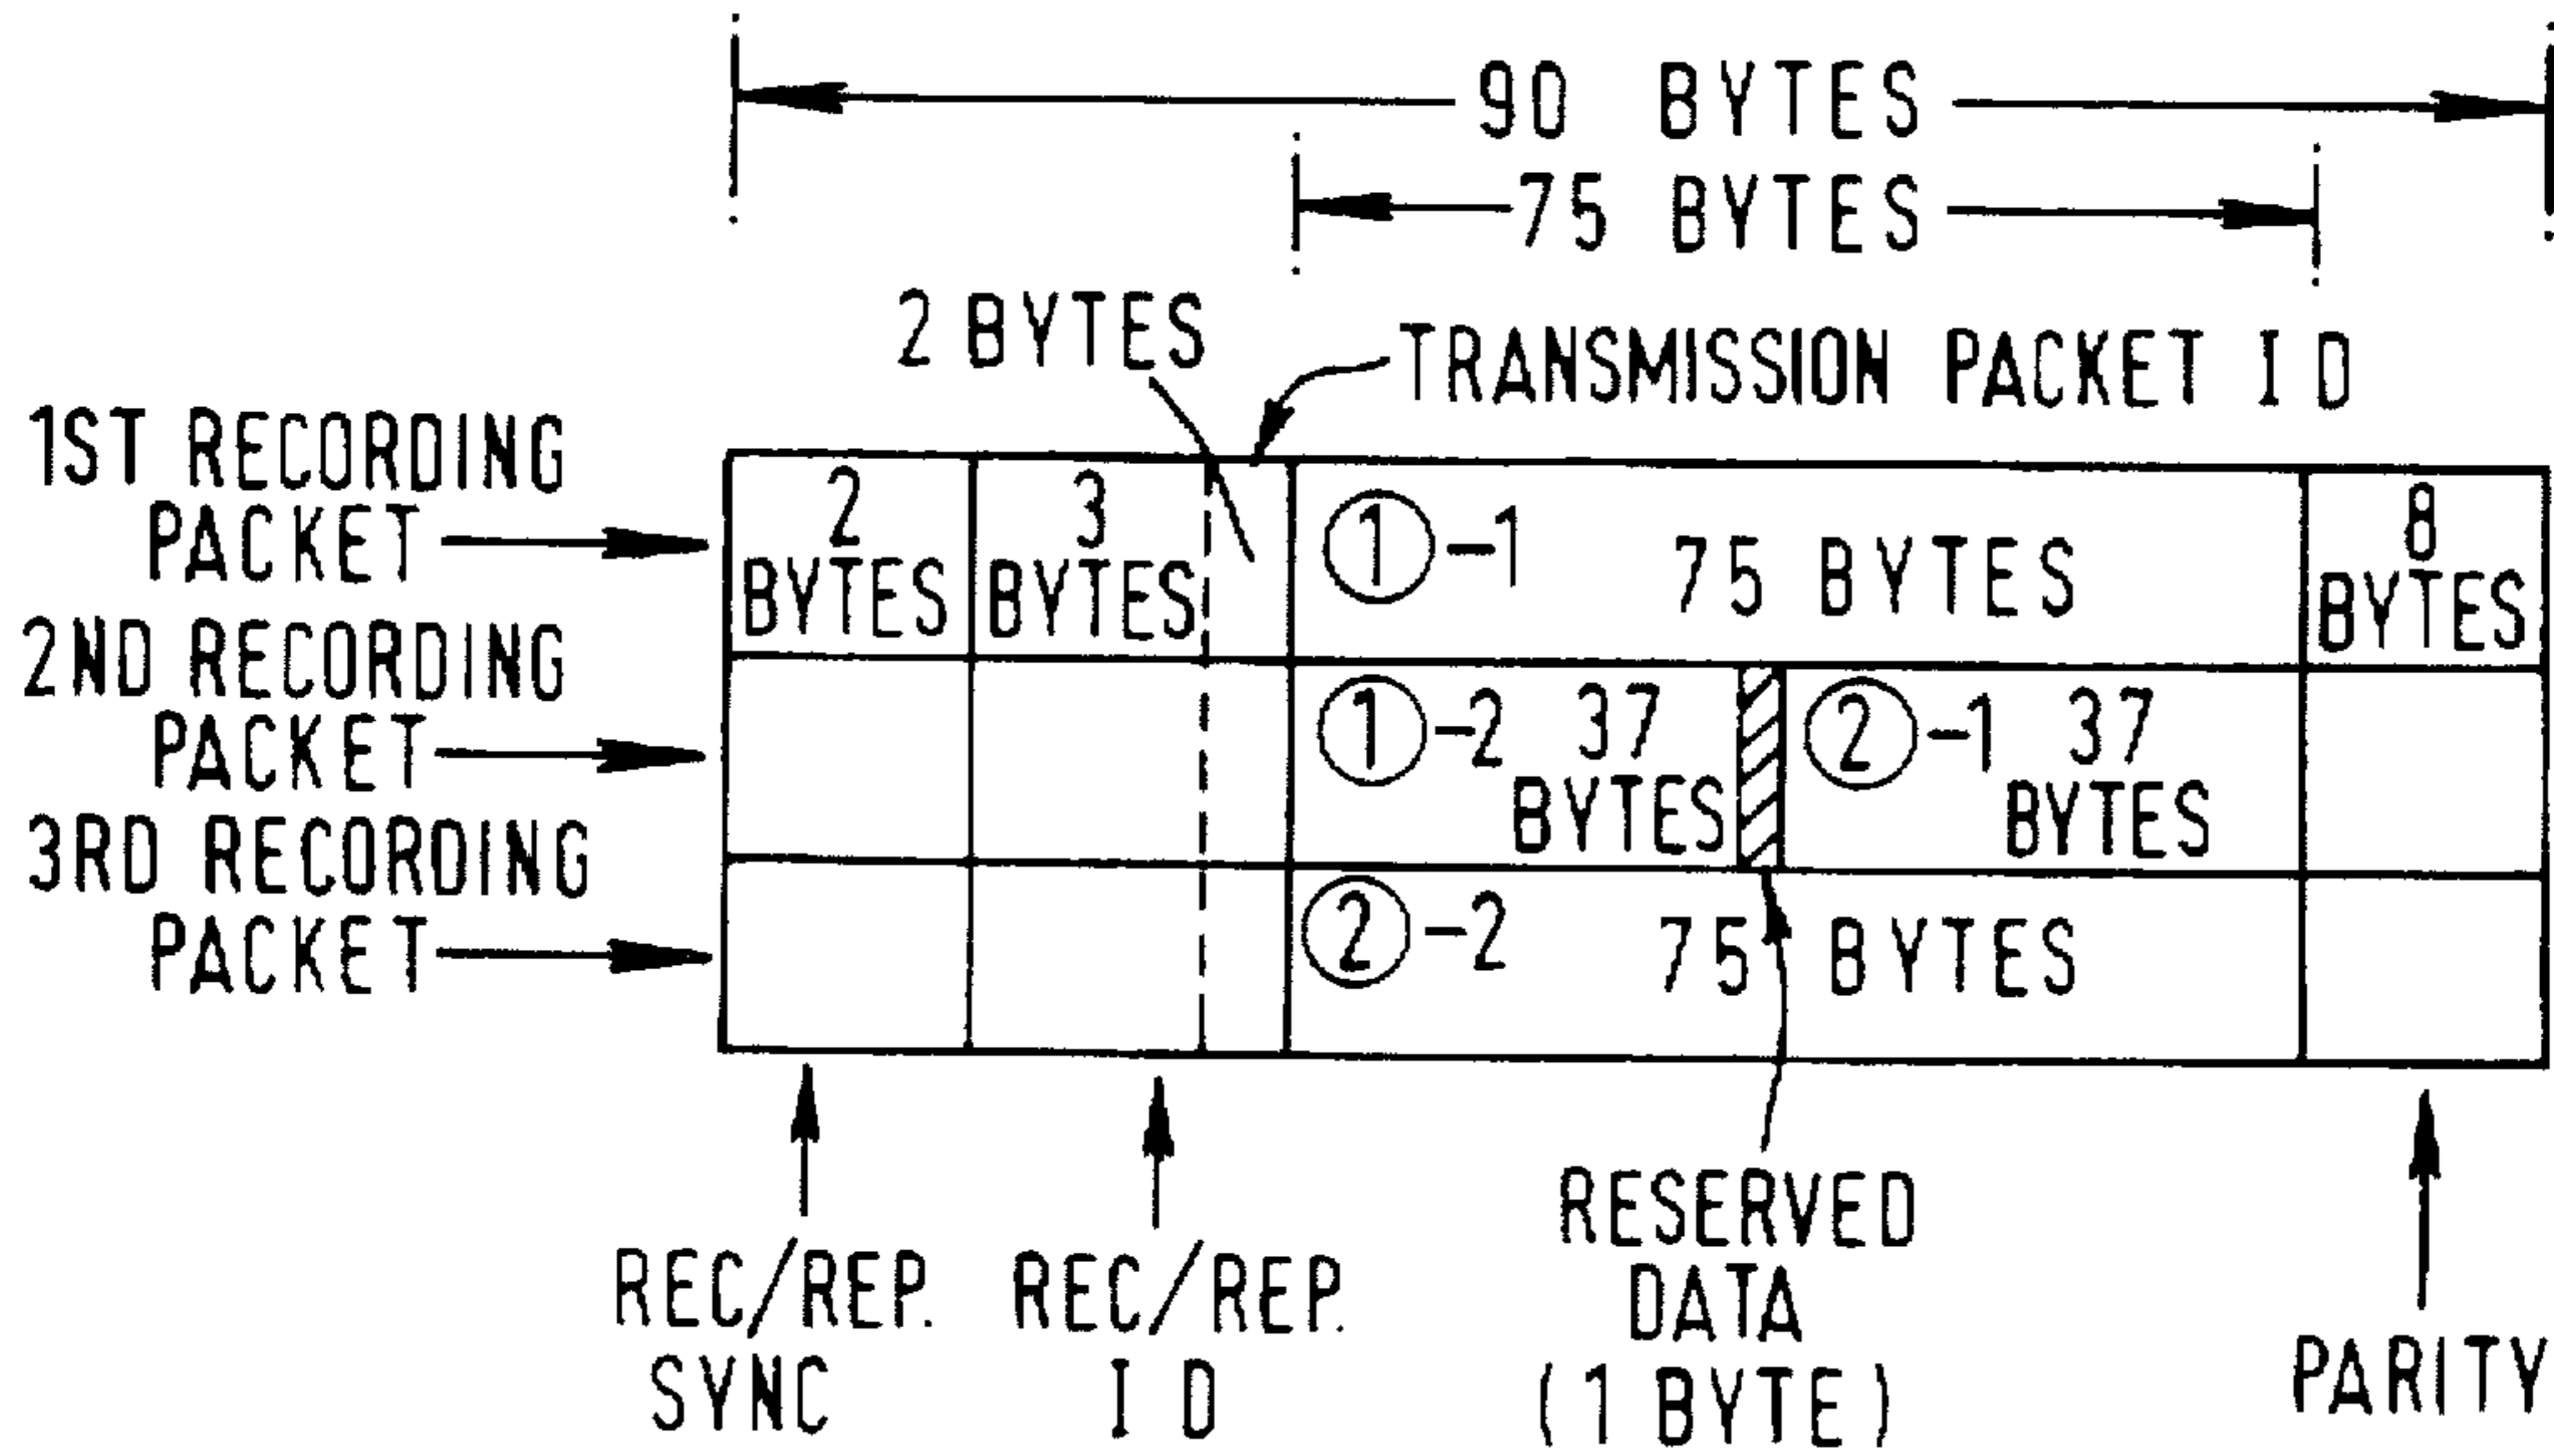 90 BYTES
75 BYTES
2 BYTES
TRANSMISSION PACKET ID
1ST RECORDING
PACKET
2
BYTES
3
BYTES
①-1 75 BYTES
8
BYTES
2ND RECORDING
PACKET
①-2 37
BYTES
②-1 37
BYTES
3RD RECORDING
PACKET
②-2 75 BYTES
REC/REP.
SYNC
REC/REP.
ID
RESERVED
DATA
(1 BYTE)
PARITY